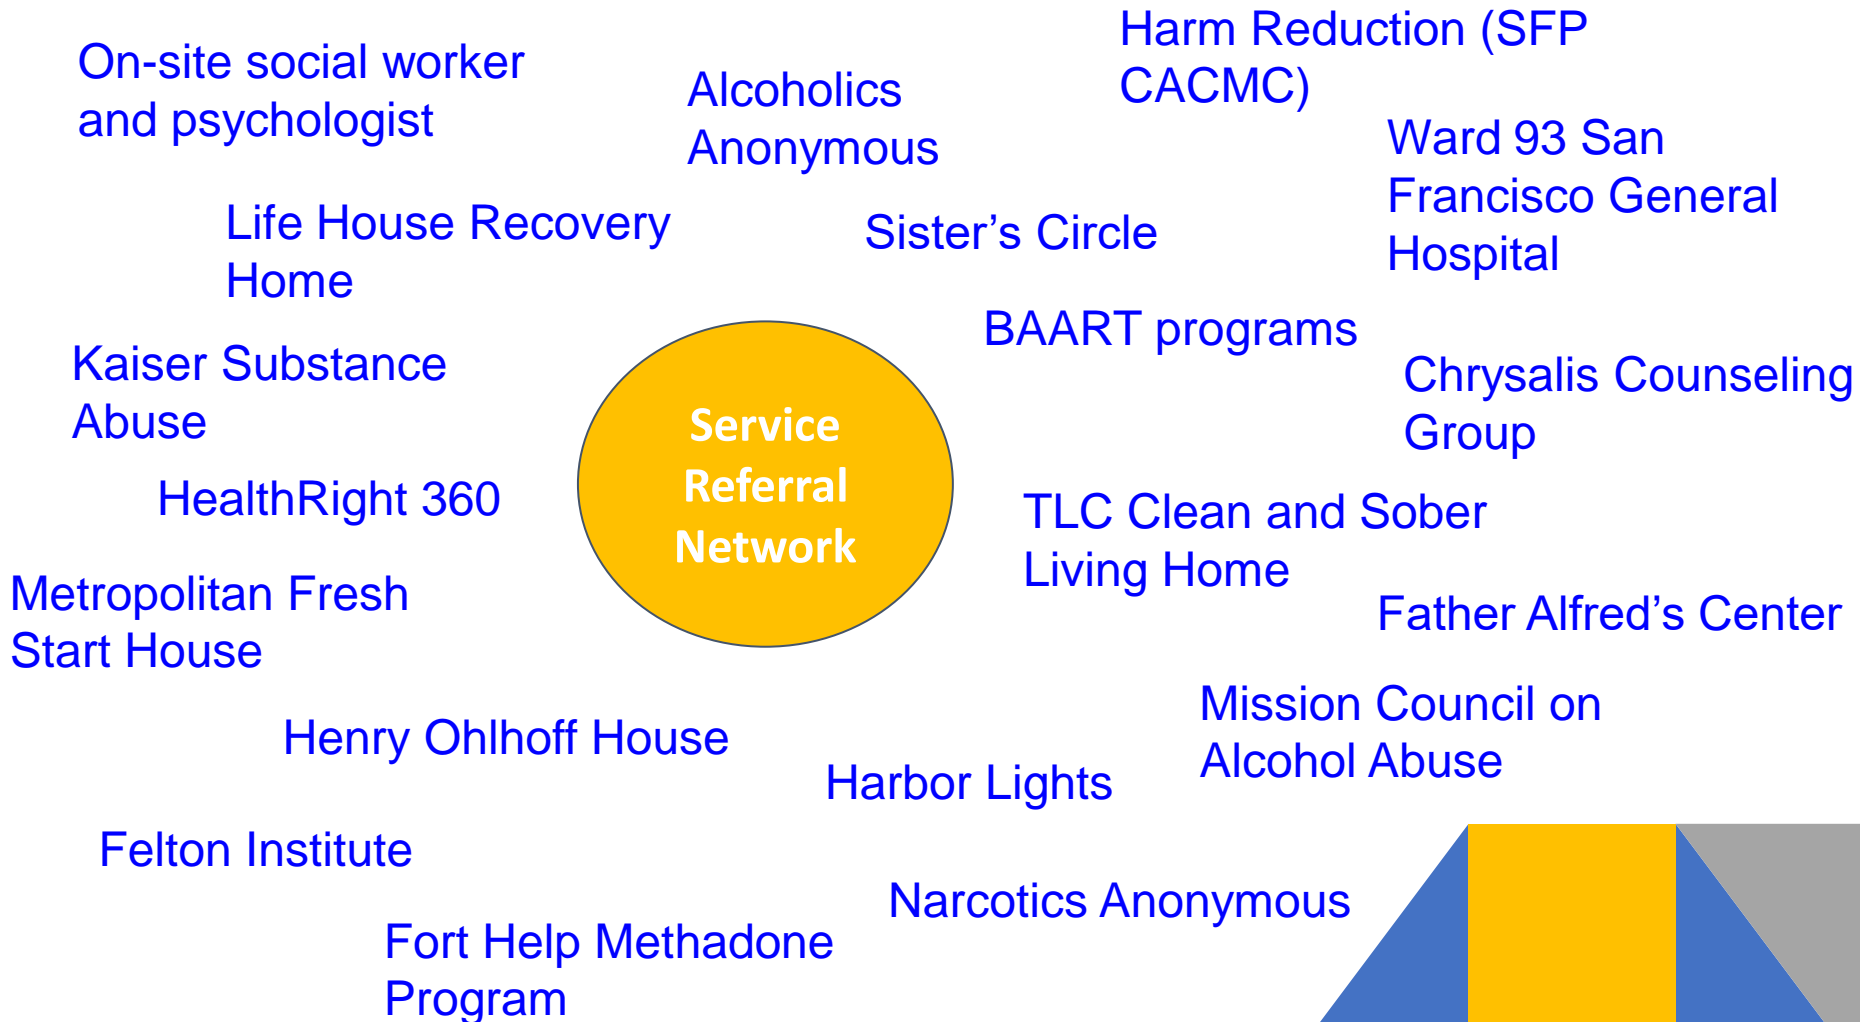 On-site social worker
and psychologist
Alcoholics
Anonymous
Harm Reduction (SFP
CACMC)
Ward 93 San
Francisco General
Hospital
Life House Recovery
Home
Sister’s Circle
BAART programs
Kaiser Substance
Abuse
Chrysalis Counseling
Group
Service
Referral
Network
HealthRight 360
TLC Clean and Sober
Living Home
Metropolitan Fresh
Start House
Father Alfred’s Center
Mission Council on
Alcohol Abuse
Henry Ohlhoff House
Harbor Lights
Felton Institute
Narcotics Anonymous
Fort Help Methadone
Program